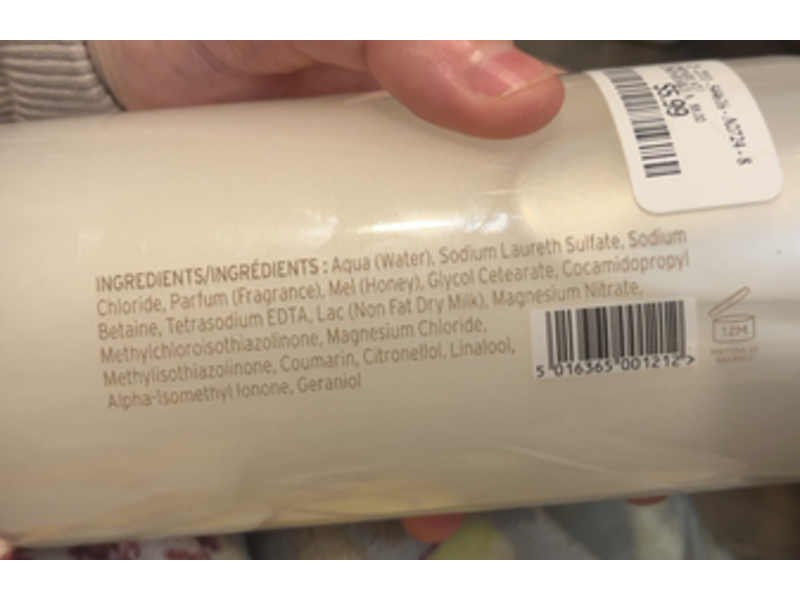 INGREDIENTS/INGRÉDIENTS : Aqua (Water), Sodium Laureth Sulfate, Sodium
Chloride, Parfum (Fragrance), Mel (Honey), Glycol Cetearate, Cocamidopropyl
Betaine, Tetrasodium EDTA, Lac (Non Fat Dry Milk), Magnesium Nitrate,
Methylchloroisothiazolinone, Magnesium Chloride,
Methylisothiazolinone, Coumarin, Citronellol, Linalool,
Alpha-Isomethyl Ionone, Geraniol
5 016365 001212 >
12M